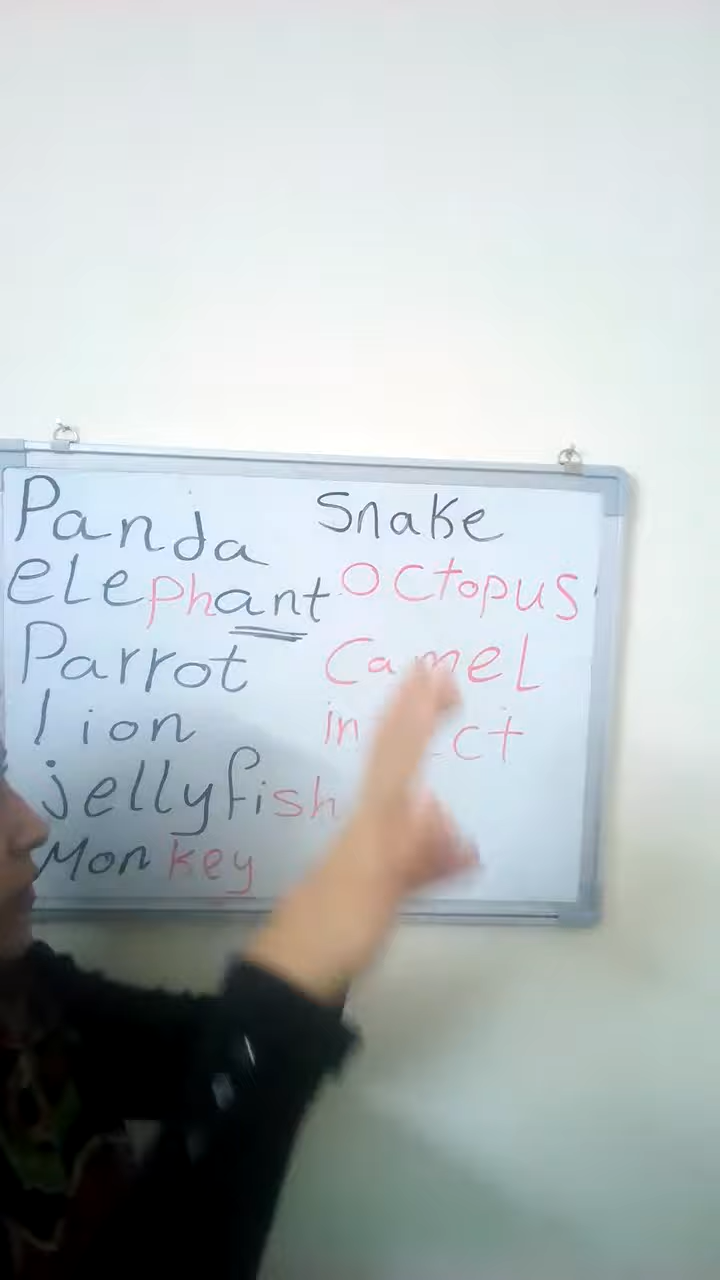 Panda
elephant
Parrot
lion
jellyfish
Monkey
Snake
octopus
Camel